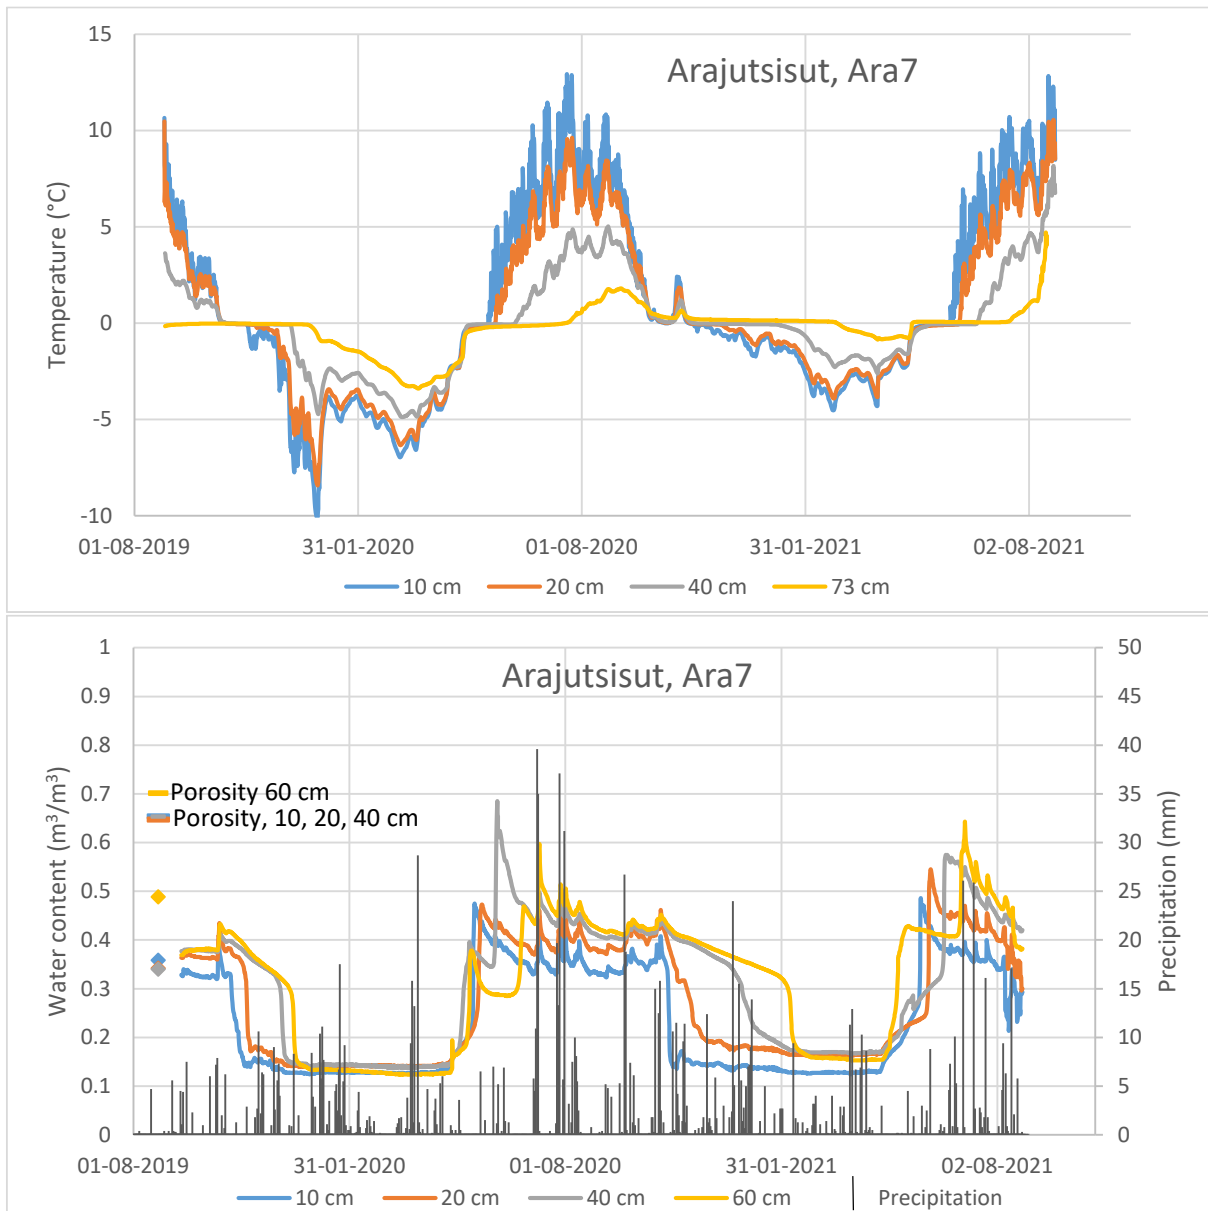 15
Arajutsisut, Ara7
10
5
0
-5
-10
Temperature (°C)
01-08-2019 31-01-2020 01-08-2020 31-01-2021 02-08-2021
10 cm 20 cm 40 cm 73 cm
1 50
Arajutsisut, Ara7
0.9 45
0.8 40
0.7 35
Porosity 60 cm
Porosity, 10, 20, 40 cm
0.6 30
0.5 25
0.4 20
0.3 15
0.2 10
0.1 5
0 0
Water content (m³/m³)
Precipitation (mm)
01-08-2019 31-01-2020 01-08-2020 31-01-2021 02-08-2021
10 cm 20 cm 40 cm 60 cm Precipitation